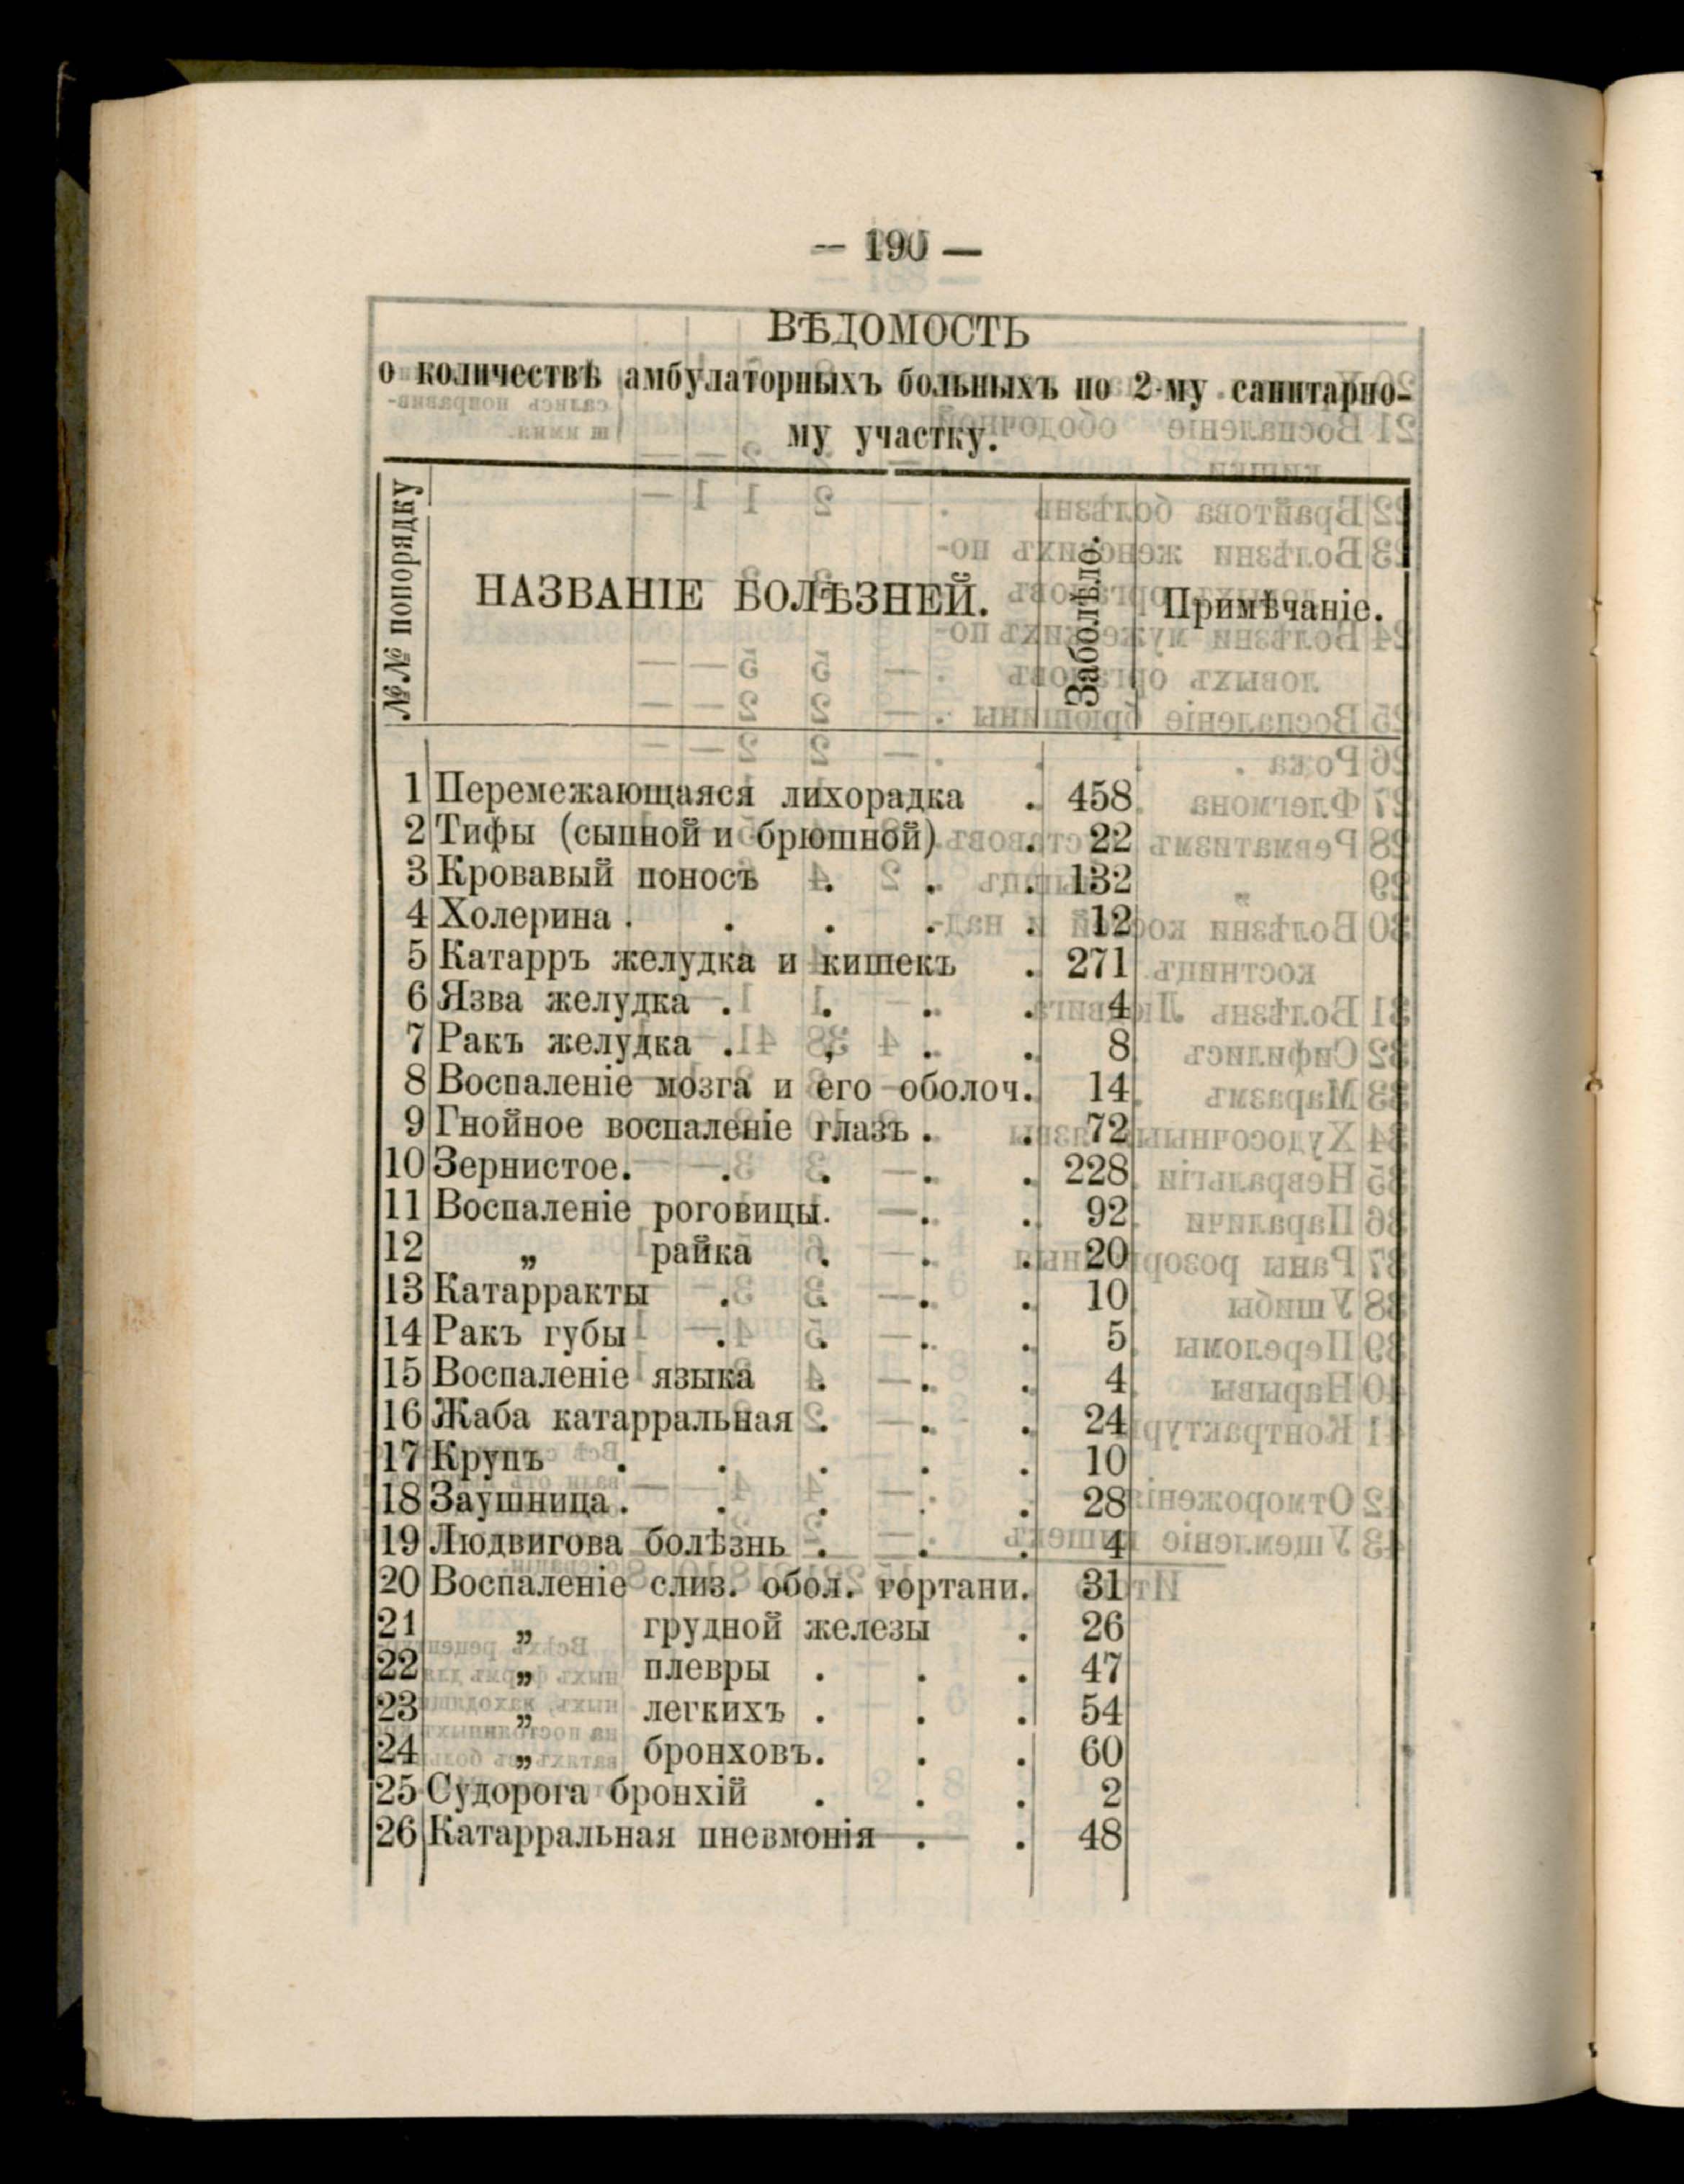 — 190 —
ВѢДОМОСТЬ
о количествѣ амбулаторныхъ больныхъ по 2-му санитарно-
му участку.
№№ попорядку
НАЗВАНІЕ БОЛѢЗНЕЙ.
Заболѣло.
Примѣчаніе.
1 Перемежающаяся лихорадка . 458
2 Тифы (сыпной и брюшной) . 22
3 Кровавый поносъ . . . 132
4 Холерина . . . . . 12
5 Катарръ желудка и кишекъ . 271
6 Язва желудка . . . . 4
7 Ракъ желудка . . . . 8
8 Воспаленіе мозга и его оболоч. 14
9 Гнойное воспаленіе глазъ . . 72
10 Зернистое. . . . . 228
11 Воспаленіе роговицы. . . 92
12 „ райка . . . 20
13 Катарракты . . . . 10
14 Ракъ губы . . . . 5
15 Воспаленіе языка . . . 4
16 Жаба катарральная . . . 24
17 Крупъ . . . . . 10
18 Заушница . . . . . 28
19 Людвигова болѣзнь . . . 4
20 Воспаленіе слиз. обол. гортани. 31
21 „ грудной железы . 26
22 „ плевры . . . 47
23 „ легкихъ . . . 54
24 „ бронховъ. . . 60
25 Судорога бронхій . . . 2
26 Катарральная пневмонія . . 48